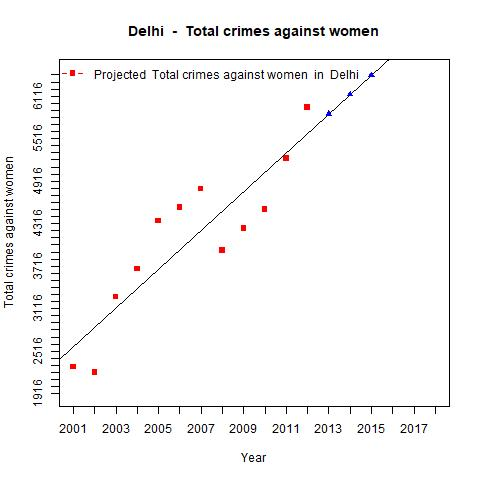 Delhi - Total crimes against women
Projected Total crimes against women in Delhi
Total crimes against women
6116
5516
4916
4316
3716
3116
2516
1916
2001 2003 2005 2007 2009 2011 2013 2015 2017
Year